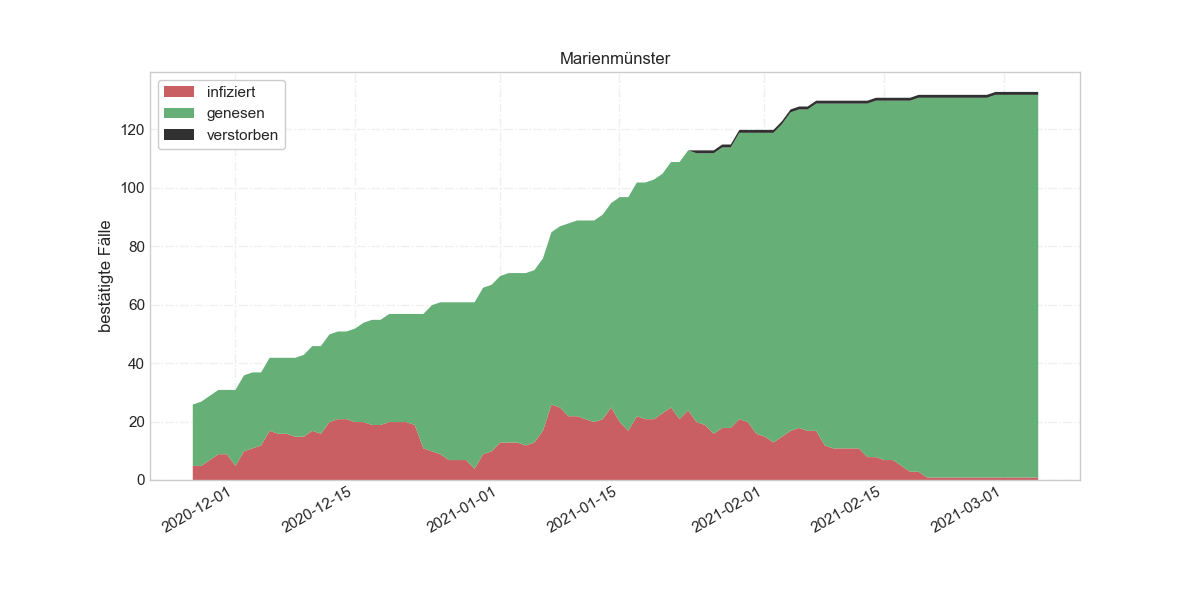 Marienmünster
infiziert
genesen
verstorben
bestätigte Fälle
120
100
80
60
40
20
0
2020-12-01
2020-12-15
2021-01-01
2021-01-15
2021-02-01
2021-02-15
2021-03-01